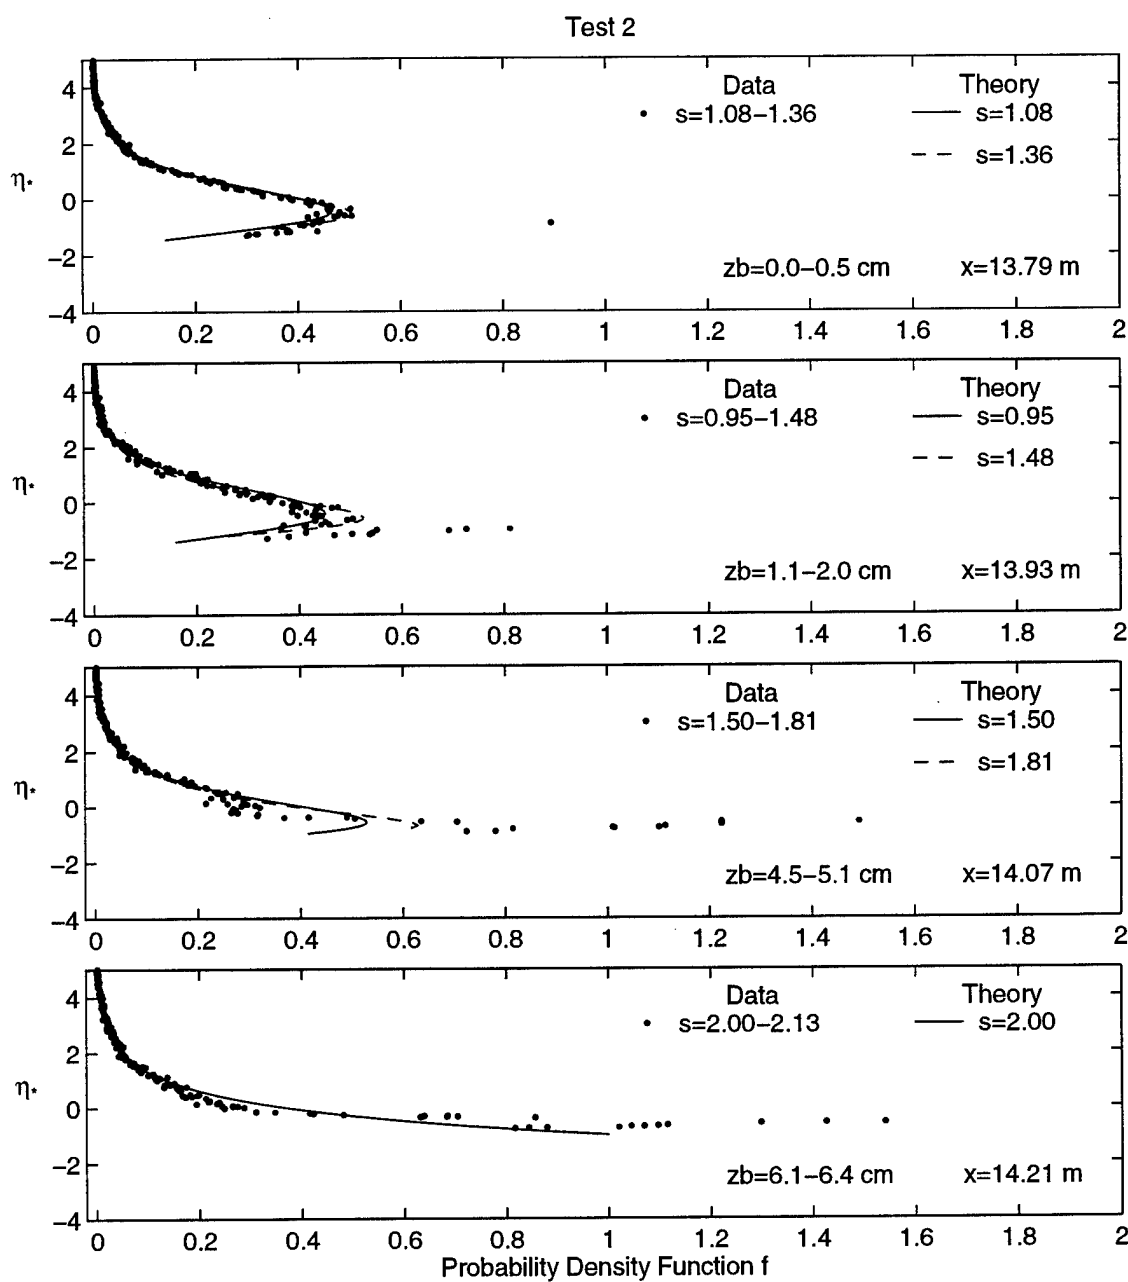 Test 2
Data Theory
s=1.08–1.36 s=1.08
s=1.36
zb=0.0–0.5 cm x=13.79 m
η*
4
2
0
−2
−4
0 0.2 0.4 0.6 0.8 1 1.2 1.4 1.6 1.8 2
Data Theory
s=0.95–1.48 s=0.95
s=1.48
zb=1.1–2.0 cm x=13.93 m
η*
4
2
0
−2
−4
0 0.2 0.4 0.6 0.8 1 1.2 1.4 1.6 1.8 2
Data Theory
s=1.50–1.81 s=1.50
s=1.81
zb=4.5–5.1 cm x=14.07 m
η*
4
2
0
−2
−4
0 0.2 0.4 0.6 0.8 1 1.2 1.4 1.6 1.8 2
Data Theory
s=2.00–2.13 s=2.00
zb=6.1–6.4 cm x=14.21 m
η*
4
2
0
−2
−4
0 0.2 0.4 0.6 0.8 1 1.2 1.4 1.6 1.8 2
Probability Density Function f